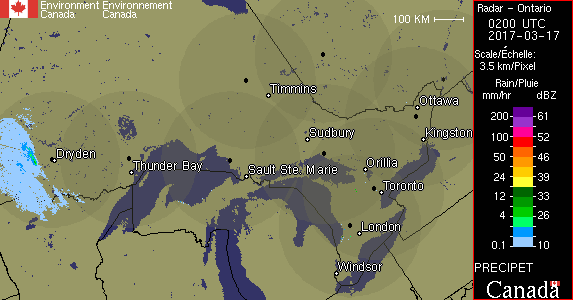 Environment Environnement
Canada Canada
Radar - Ontario
0200 UTC
2017-03-17
100 KM
Scale/Échelle:
3.5 km/Pixel
Rain/Pluie
mm/hr dBZ
200 61
100 52
50 46
24 39
12 33
4 26
0.1 10
PRECIPET
Canada
Timmins
Ottawa
Sudbury
Kingston
Dryden
Thunder Bay
Sault Ste. Marie
Orillia
Toronto
London
Windsor